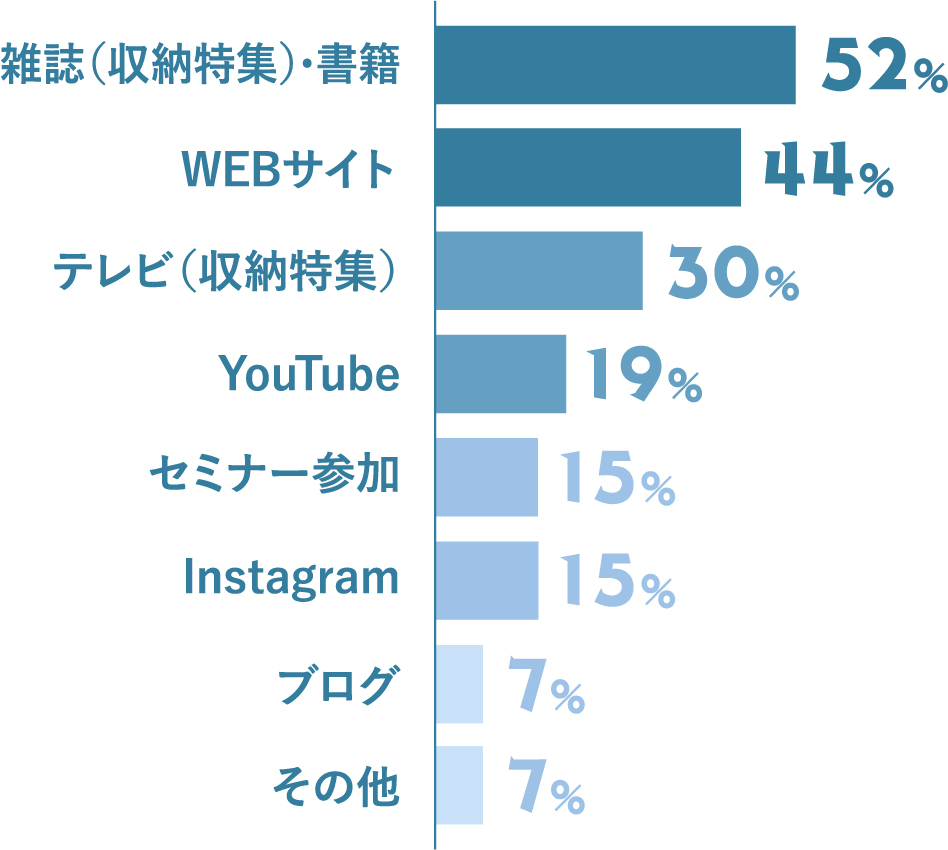 雑誌（収納特集）・書籍 52%
WEBサイト 44%
テレビ（収納特集） 30%
YouTube 19%
セミナー参加 15%
Instagram 15%
ブログ 7%
その他 7%